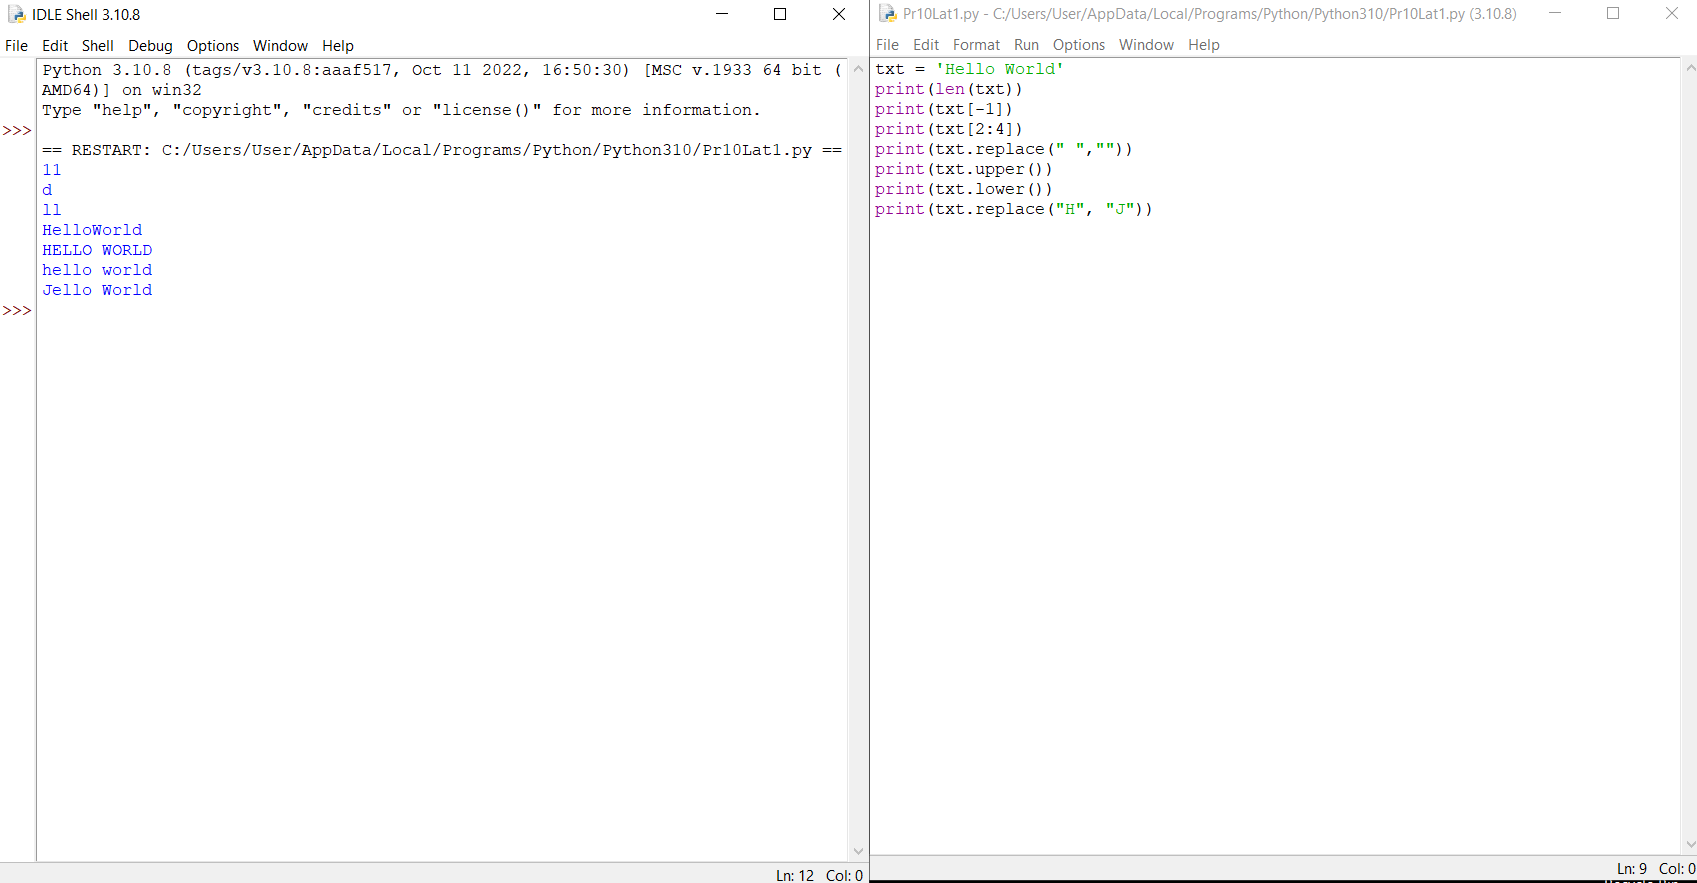 IDLE Shell 3.10.8
File Edit Shell Debug Options Window Help
Python 3.10.8 (tags/v3.10.8:aaaf517, Oct 11 2022, 16:50:30) [MSC v.1933 64 bit (
AMD64)] on win32
Type "help", "copyright", "credits" or "license()" for more information.
>>>
== RESTART: C:/Users/User/AppData/Local/Programs/Python/Python310/Pr10Lat1.py ==
11
d
ll
HelloWorld
HELLO WORLD
hello world
Jello World
>>>
Ln: 12 Col: 0
Pr10Lat1.py - C:/Users/User/AppData/Local/Programs/Python/Python310/Pr10Lat1.py (3.10.8)
File Edit Format Run Options Window Help
txt = 'Hello World'
print(len(txt))
print(txt[-1])
print(txt[2:4])
print(txt.replace(" ",""))
print(txt.upper())
print(txt.lower())
print(txt.replace("H", "J"))
Ln: 9 Col: 0